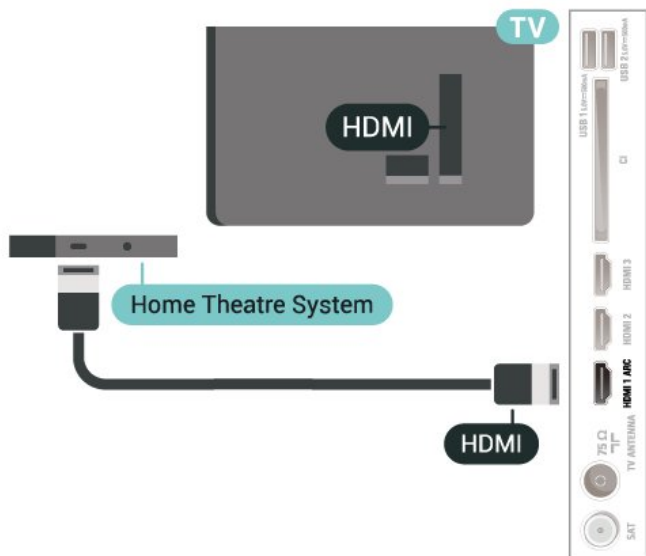 TV
HDMI
Home Theatre System
HDMI
USB 1
USB 2
CI
HDMI 3
HDMI 2
HDMI 1 ARC
75 Ω
TV ANTENNA
SAT